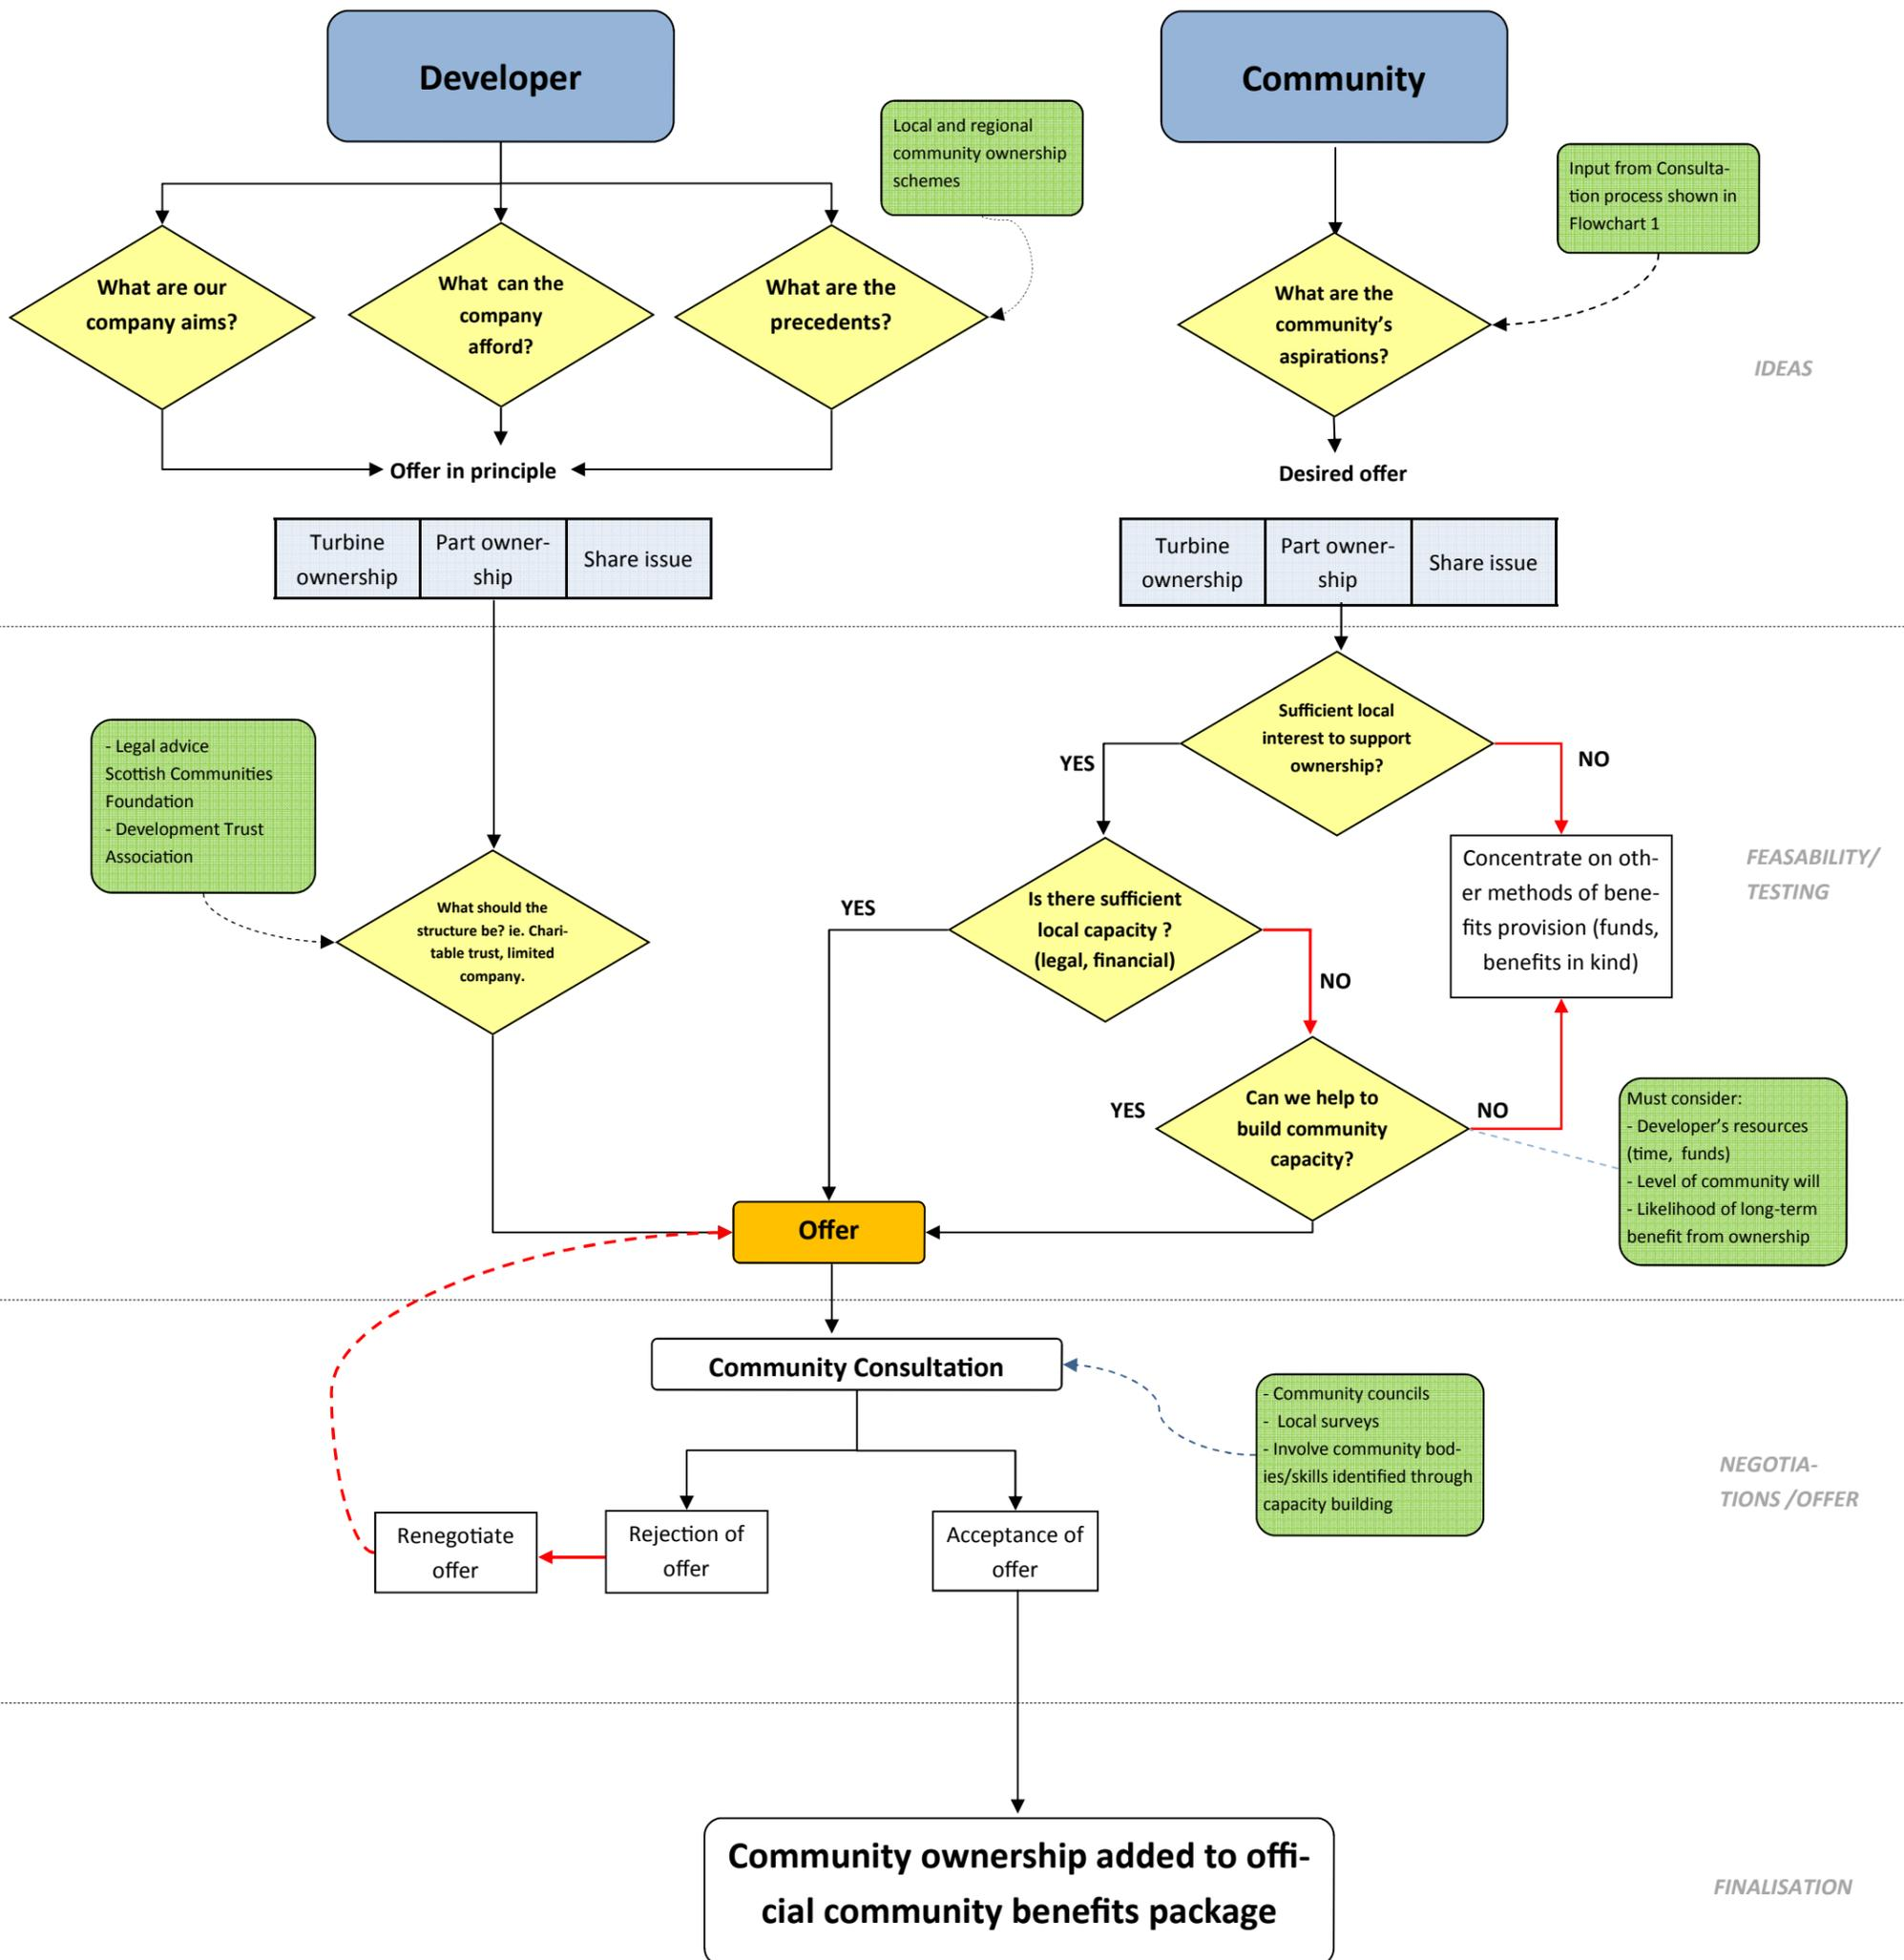 Developer
Community
Local and regional
community ownership
schemes
Input from Consulta-
tion process shown in
Flowchart 1
What are our
company aims?
What can the
company
afford?
What are the
precedents?
What are the
community’s
aspirations?
IDEAS
Offer in principle
Desired offer
Turbine
ownership
Part owner-
ship
Share issue
Turbine
ownership
Part owner-
ship
Share issue
Sufficient local
interest to support
ownership?
YES
NO
- Legal advice
Scottish Communities
Foundation
- Development Trust
Association
What should the
structure be? ie. Chari-
table trust, limited
company.
YES
Is there sufficient
local capacity ?
(legal, financial)
NO
Concentrate on oth-
er methods of bene-
fits provision (funds,
benefits in kind)
FEASABILITY/
TESTING
YES
Can we help to
build community
capacity?
NO
Must consider:
- Developer’s resources
(time, funds)
- Level of community will
- Likelihood of long-term
benefit from ownership
Offer
Community Consultation
- Community councils
- Local surveys
- Involve community bod-
ies/skills identified through
capacity building
NEGOTIA-
TIONS /OFFER
Renegotiate
offer
Rejection of
offer
Acceptance of
offer
Community ownership added to offi-
cial community benefits package
FINALISATION